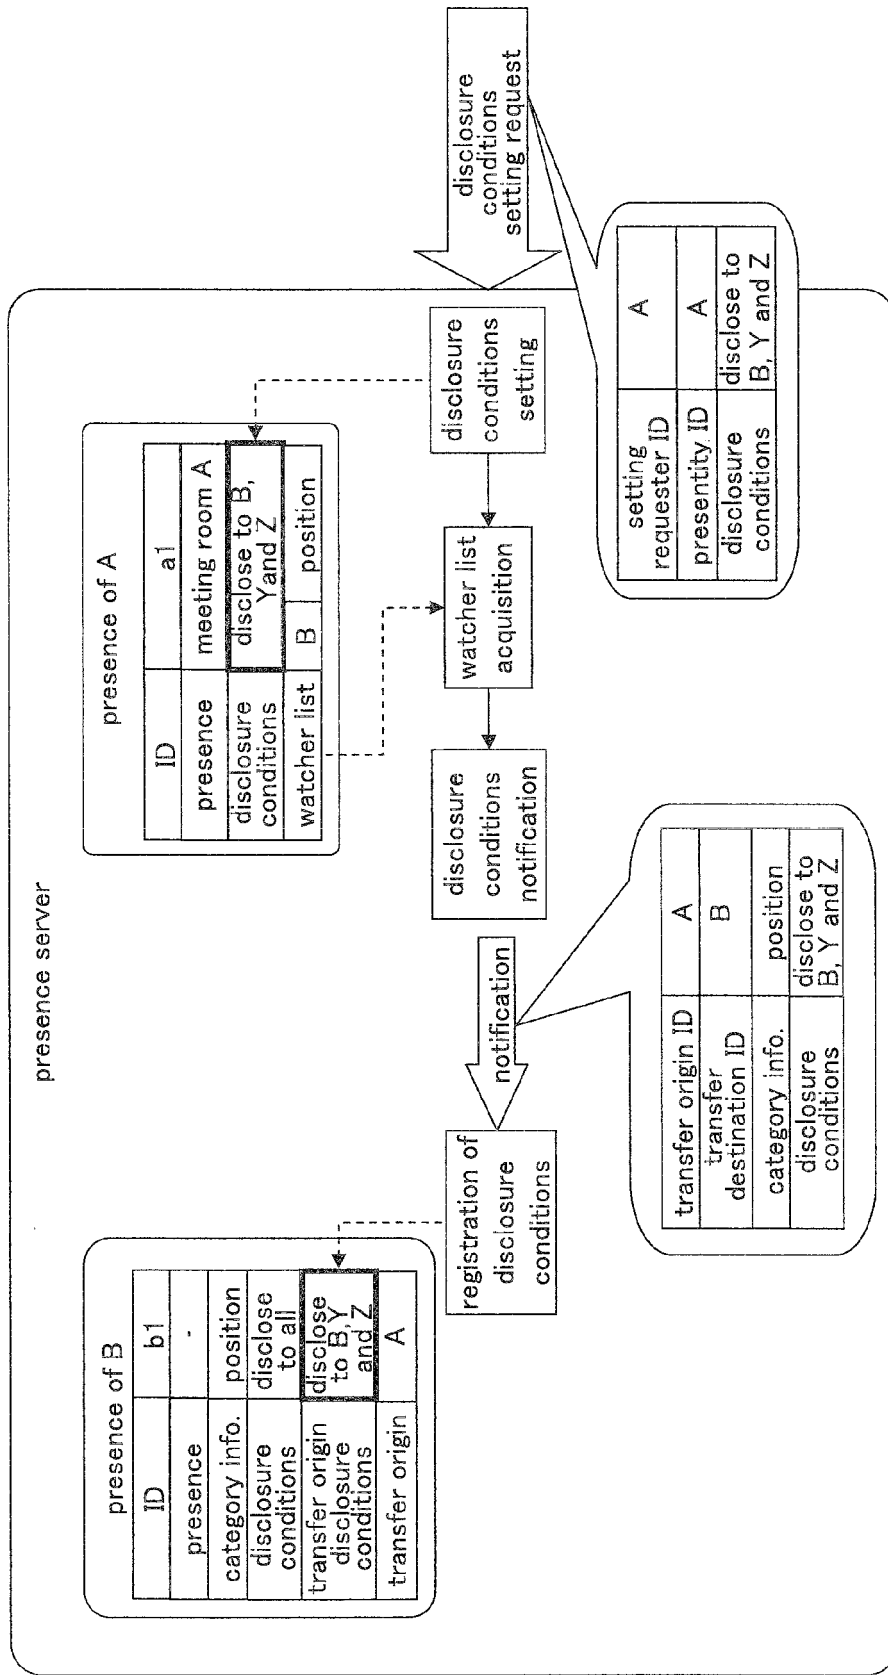 presence server
presence of B
ID
b1
presence
-
category info.
position
disclosure
conditions
disclose
to all
transfer origin
disclosure
conditions
disclose
to B,Y
and Z
transfer origin
A
presence of A
ID
a1
presence
meeting room A
disclosure
conditions
disclose to B,
Yand Z
watcher list
B
position
registration of
disclosure
conditions
notification
disclosure
conditions
notification
watcher list
acquisition
disclosure
conditions
setting
disclosure
conditions
setting request
transfer origin ID
A
transfer
destination ID
B
category info.
position
disclosure
conditions
disclose to
B, Y and Z
setting
requester ID
A
presentity ID
A
disclosure
conditions
disclose to
B, Y and Z